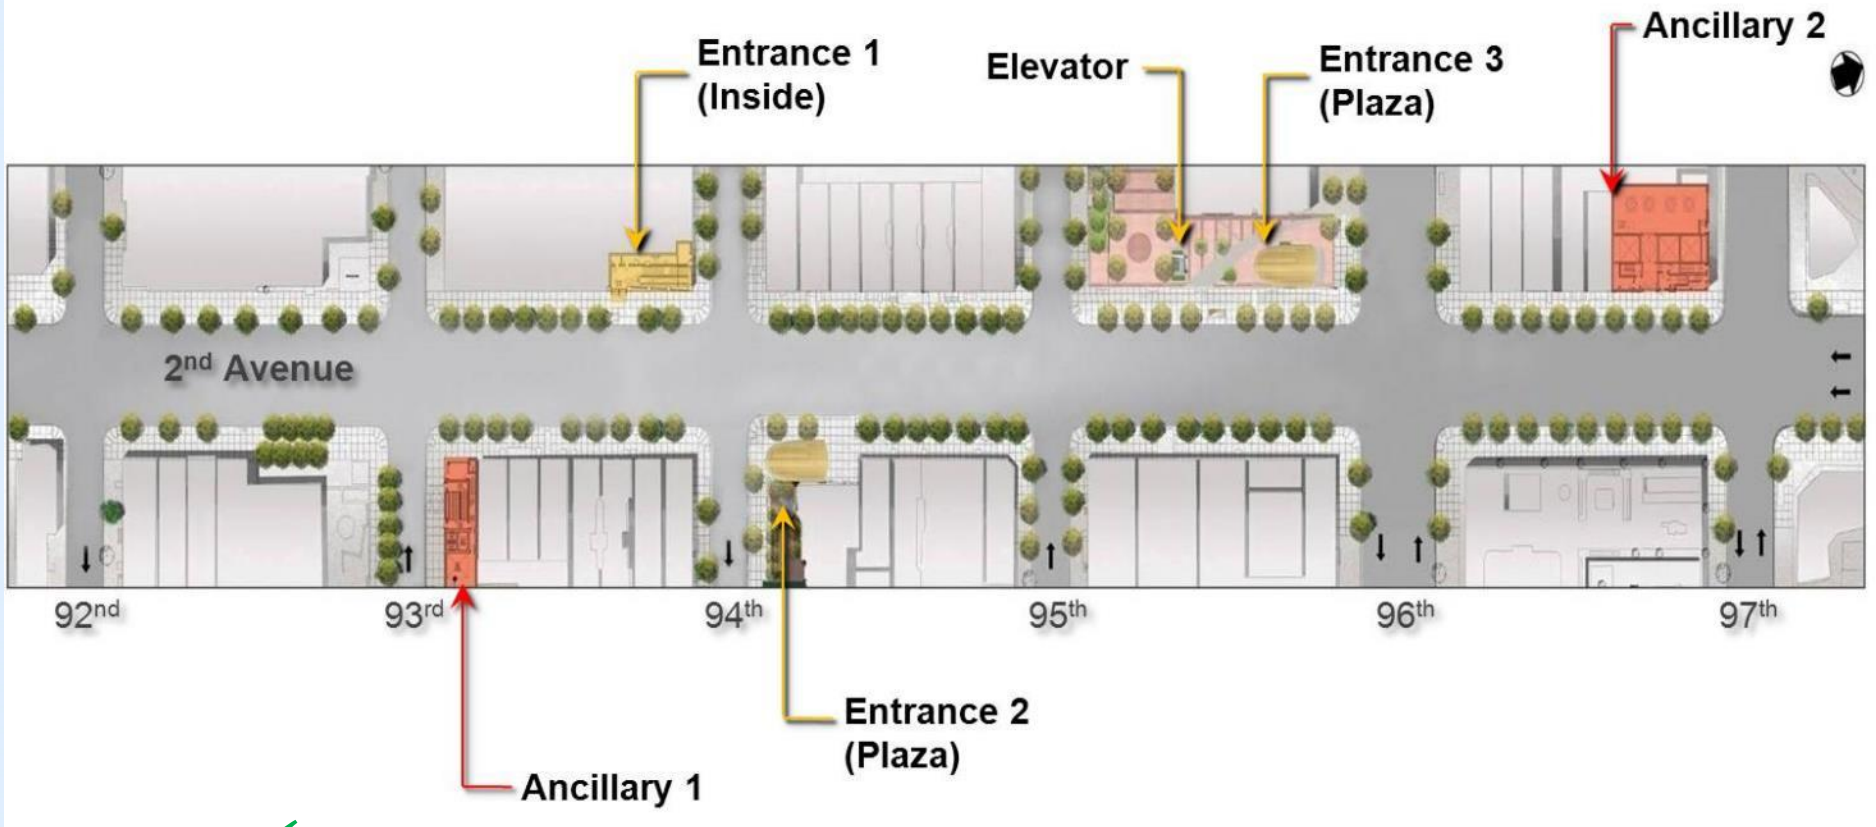 Ancillary 2
Entrance 1
(Inside)
Elevator
Entrance 3
(Plaza)
2nd Avenue
92nd
93rd
94th
95th
96th
97th
Entrance 2
(Plaza)
Ancillary 1